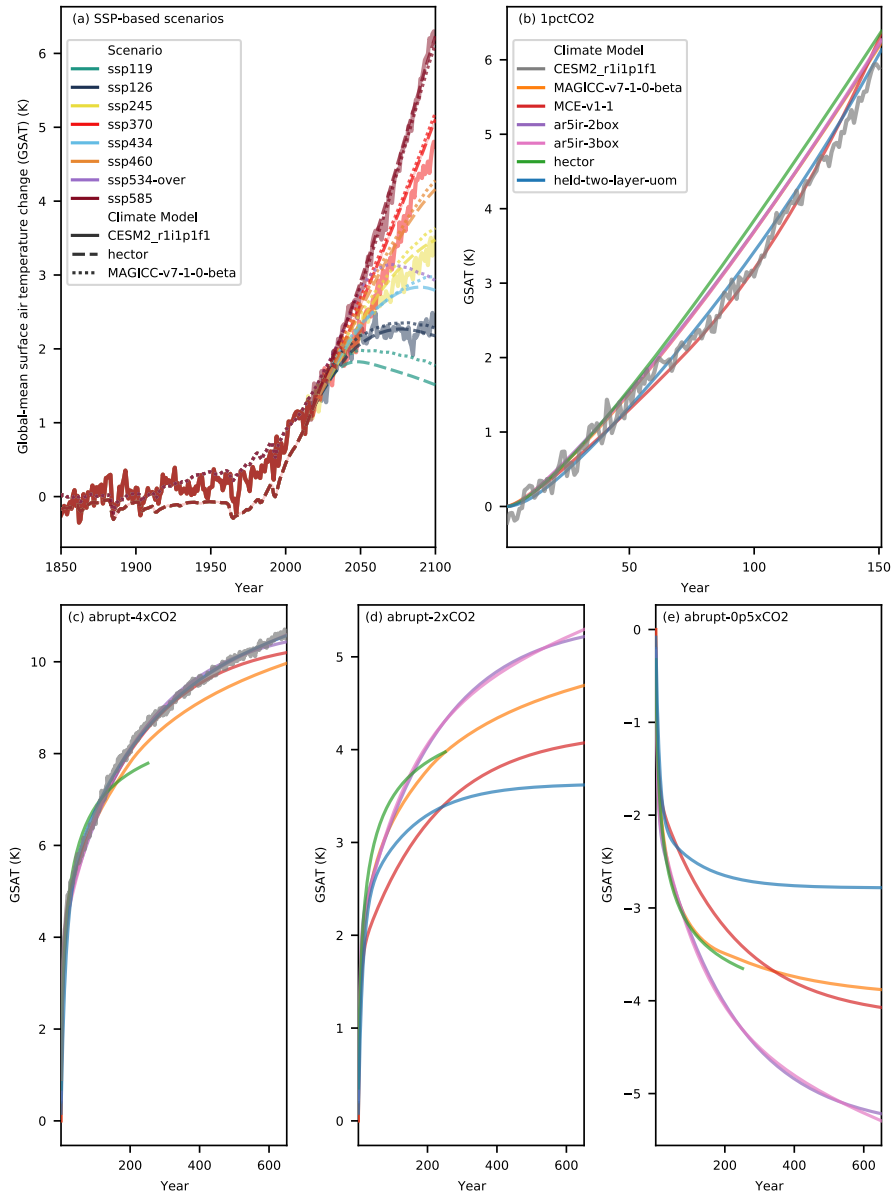 (a) SSP-based scenarios
Global-mean surface air temperature change (GSAT) (K)
6
5
4
3
2
1
0
Scenario
ssp119
ssp126
ssp245
ssp370
ssp434
ssp460
ssp534-over
ssp585
Climate Model
CESM2_r1i1p1f1
hector
MAGICC-v7-1-0-beta
1850
1900
1950
2000
2050
2100
Year
(b) 1pctCO2
GSAT (K)
6
5
4
3
2
1
0
Climate Model
CESM2_r1i1p1f1
MAGICC-v7-1-0-beta
MCE-v1-1
ar5ir-2box
ar5ir-3box
hector
held-two-layer-uom
50
100
150
Year
(c) abrupt-4xCO2
GSAT (K)
10
8
6
4
2
0
200
400
600
Year
(d) abrupt-2xCO2
GSAT (K)
5
4
3
2
1
0
200
400
600
Year
(e) abrupt-0p5xCO2
GSAT (K)
0
−1
−2
−3
−4
−5
200
400
600
Year